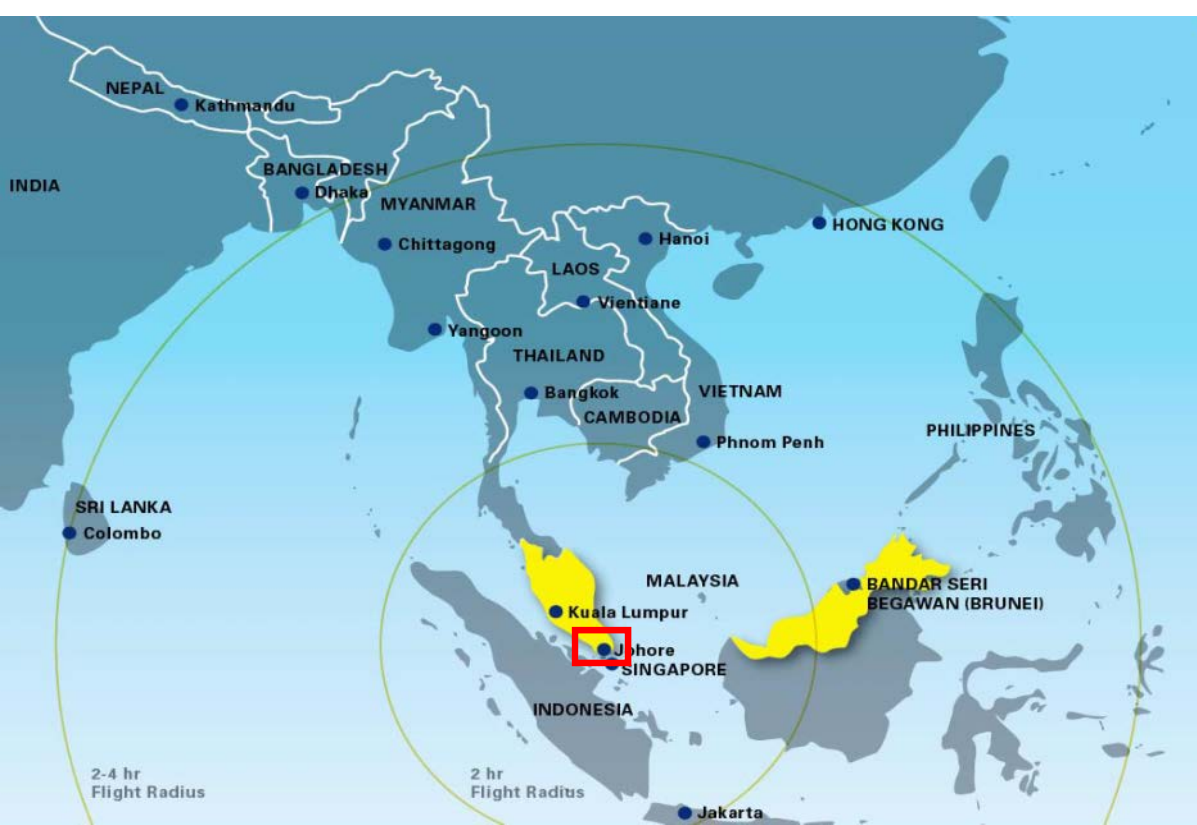 NEPAL
Kathmandu
BANGLADESH
INDIA
Dhaka
MYANMAR
HONG KONG
Chittagong
Hanoi
LAOS
Vientiane
Yangoon
THAILAND
Bangkok
VIETNAM
CAMBODIA
PHILIPPINES
Phnom Penh
SRI LANKA
Colombo
MALAYSIA
BANDAR SERI
BEGAWAN (BRUNEI)
Kuala Lumpur
Johore
SINGAPORE
INDONESIA
2-4 hr
Flight Radius
2 hr
Flight Radius
Jakarta